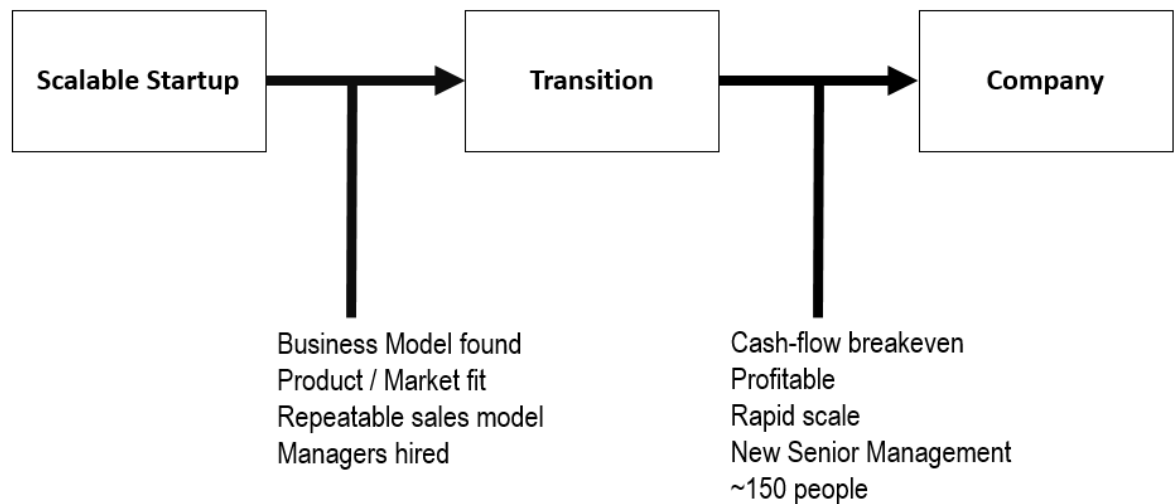 Scalable Startup
Transition
Company
Business Model found
Product / Market fit
Repeatable sales model
Managers hired
Cash-flow breakeven
Profitable
Rapid scale
New Senior Management
~150 people